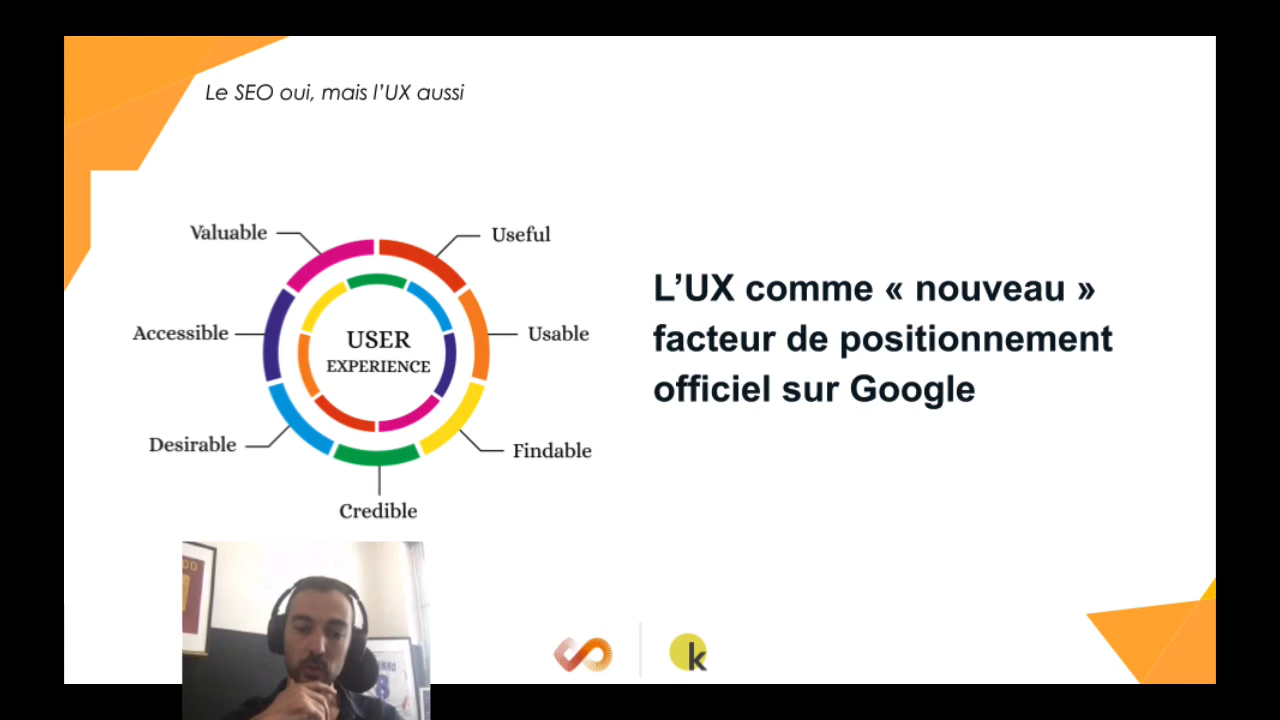 Le SEO oui, mais l'UX aussi
Valuable
Useful
Accessible
Usable
USER
EXPERIENCE
Desirable
Findable
Credible
L'UX comme « nouveau »
facteur de positionnement
officiel sur Google
k